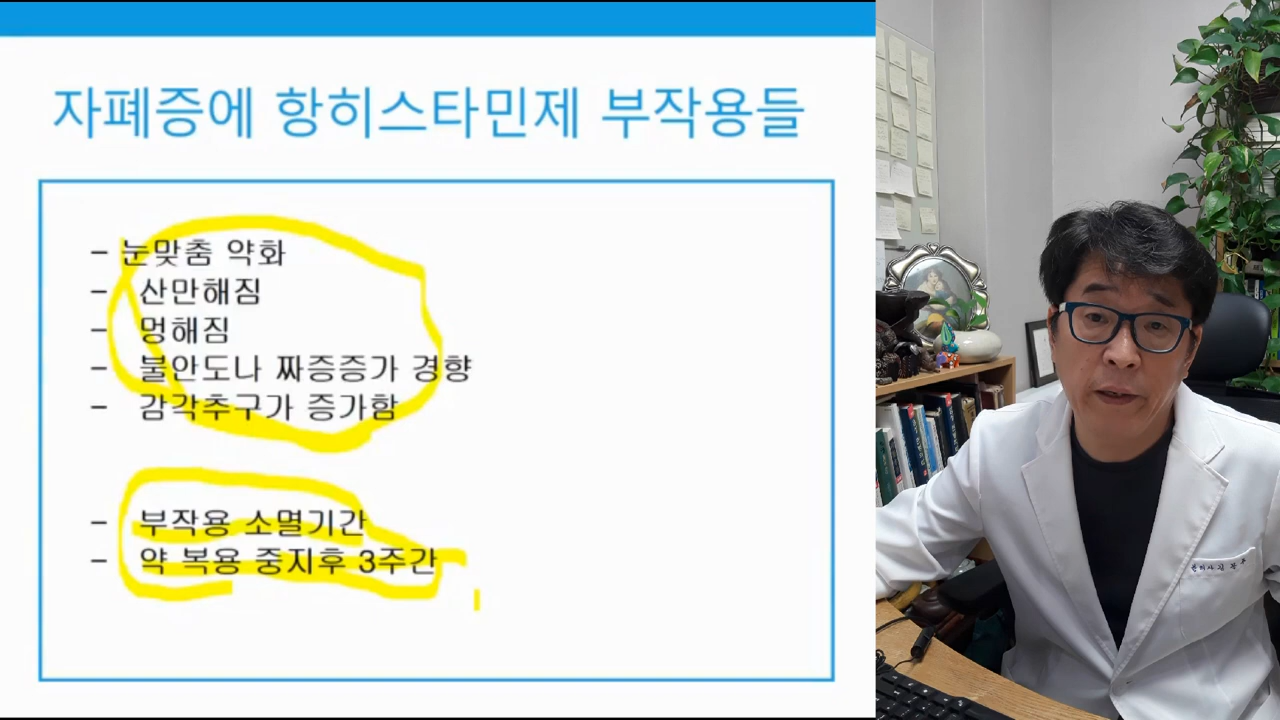 자폐증에 항히스타민제 부작용들
- 눈맞춤 약화
- 산만해짐
- 멍해짐
- 불안도나 짜증증가 경향
- 감각추구가 증가함
- 부작용 소멸기간
- 약 복용 중지후 3주간